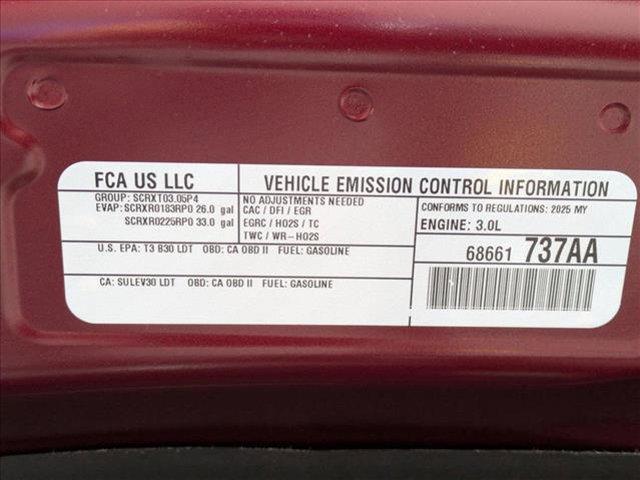 FCA US LLC
VEHICLE EMISSION CONTROL INFORMATION
GROUP: SCRXT03.05P4
EVAP: SCRXR0183RP0 26.0 gal
SCRXR0225RP0 33.0 gal
NO ADJUSTMENTS NEEDED
CAC / DFI / EGR
EGRC / HO2S / TC
TWC / WR-HO2S
CONFORMS TO REGULATIONS: 2025 MY
ENGINE: 3.0L
U.S. EPA: T3 B30 LDT OBD: CA OBD II FUEL: GASOLINE
68661 737AA
CA: SULEV30 LDT OBD: CA OBD II FUEL: GASOLINE